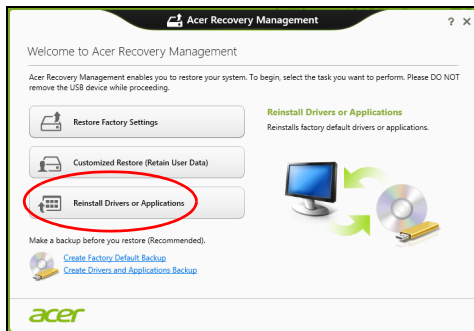 Acer Recovery Management
? X
Welcome to Acer Recovery Management
Acer Recovery Management enables you to restore your system. To begin, select the task you want to perform. Please DO NOT
remove the USB device while proceeding.
Restore Factory Settings
Reinstall Drivers or Applications
Reinstalls factory default drivers or applications.
Customized Restore (Retain User Data)
Reinstall Drivers or Applications
Make a backup before you restore (Recommended).
Create Factory Default Backup
Create Drivers and Applications Backup
acer